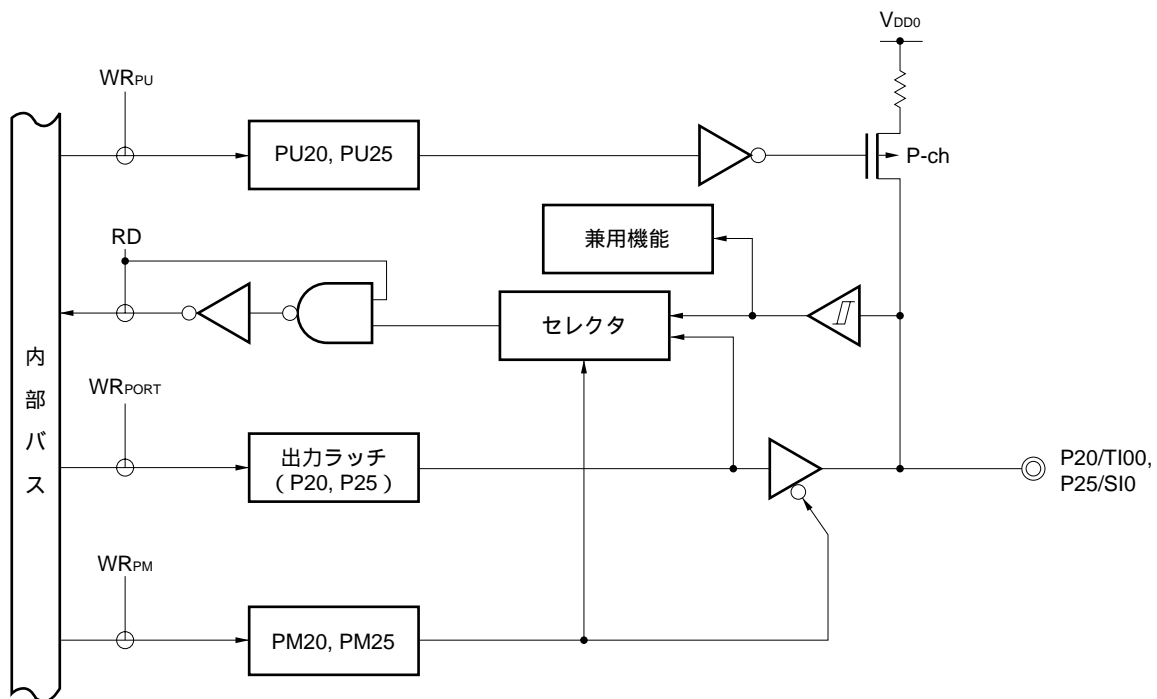 VDD0
WRPU
PU20, PU25
P-ch
RD
兼用機能
セレクタ
内部バス
WRPORT
出力ラッチ
（P20, P25）
P20/TI00,
P25/SI0
WRPM
PM20, PM25